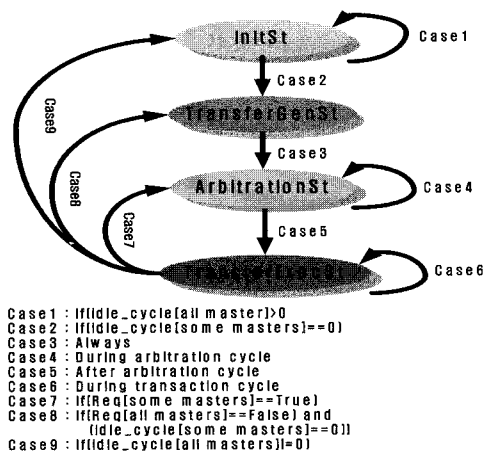 InitSt
Case1
Case2
TransferGenSt
Case3
ArbitrationSt
Case4
Case5
Case6
Case7
Case8
Case9
Case1 : If(idle_cycle[all master]>0
Case2 : If(idle_cycle[some masters]==0)
Case3 : Always
Case4 : During arbitration cycle
Case5 : After arbitration cycle
Case6 : During transaction cycle
Case7 : If(Req[some masters]==True)
Case8 : If(Req[all masters]==False) and
(idle_cycle[some masters]==0))
Case9 : If(idle_cycle[all masters]!=0)